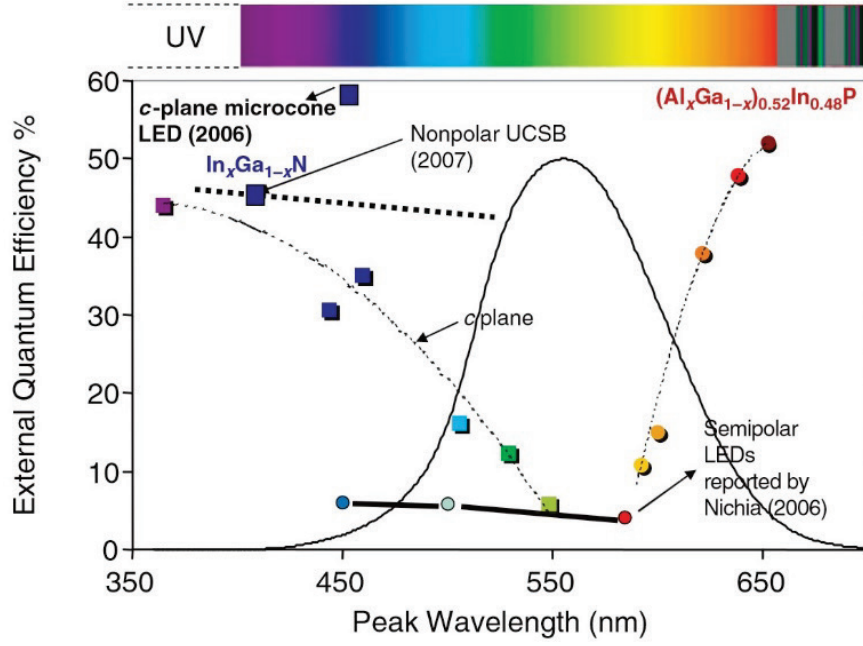 UV
60
50
40
30
20
10
0
External Quantum Efficiency %
c-plane microcone
LED (2006)
InₓGa₁₋ₓN
Nonpolar UCSB
(2007)
(AlₓGa₁₋ₓ)₀.₅₂In₀.₄₈P
c plane
Semipolar
LEDs
reported by
Nichia (2006)
350
450
550
650
Peak Wavelength (nm)